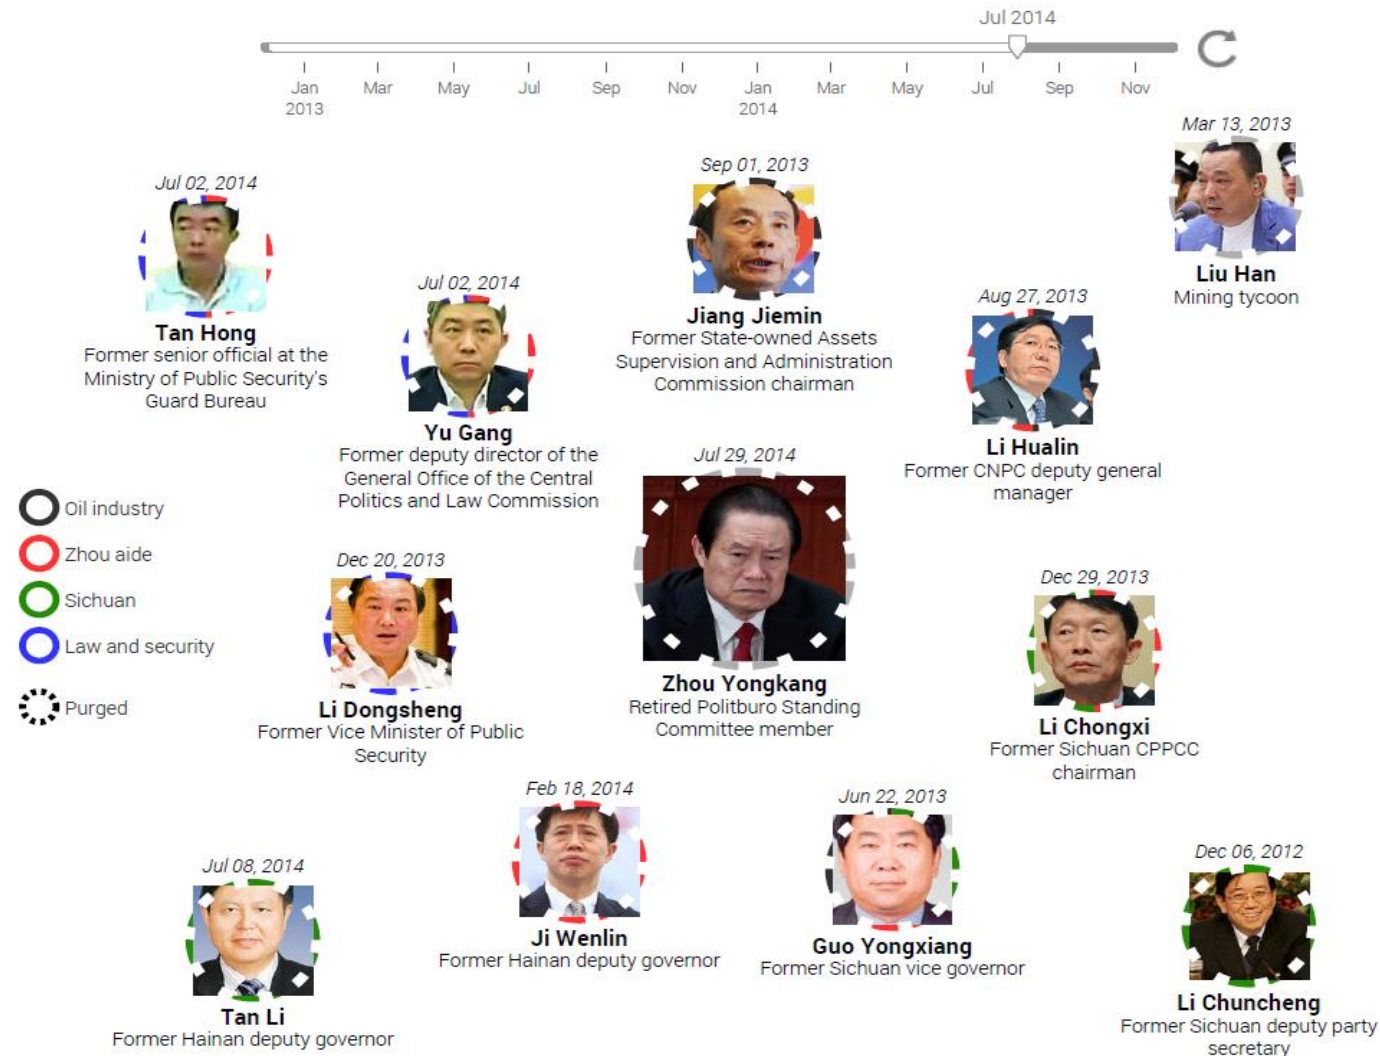 Jul 2014
Jan
2013
Mar
May
Jul
Sep
Nov
Jan
2014
Mar
May
Jul
Sep
Nov
Mar 13, 2013
Liu Han
Mining tycoon
Jul 02, 2014
Tan Hong
Former senior official at the
Ministry of Public Security's
Guard Bureau
Sep 01, 2013
Jiang Jiemin
Former State-owned Assets
Supervision and Administration
Commission chairman
Jul 02, 2014
Yu Gang
Former deputy director of the
General Office of the Central
Politics and Law Commission
Aug 27, 2013
Li Hualin
Former CNPC deputy general
manager
Jul 29, 2014
Zhou Yongkang
Retired Politburo Standing
Committee member
Oil industry
Zhou aide
Sichuan
Law and security
Purged
Dec 20, 2013
Li Dongsheng
Former Vice Minister of Public
Security
Dec 29, 2013
Li Chongxi
Former Sichuan CPPCC
chairman
Feb 18, 2014
Ji Wenlin
Former Hainan deputy governor
Jun 22, 2013
Guo Yongxiang
Former Sichuan vice governor
Jul 08, 2014
Tan Li
Former Hainan deputy governor
Dec 06, 2012
Li Chuncheng
Former Sichuan deputy party
secretary